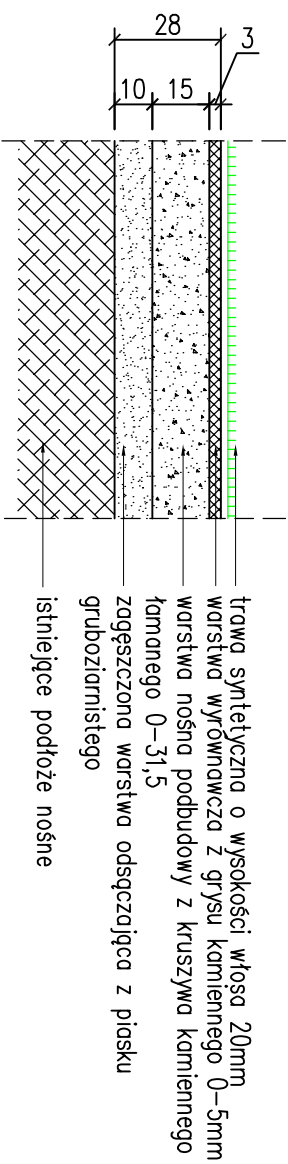 28
3
10
15
trawa syntetyczna o wysokości włosa 20mm
warstwa wyrównawcza z grysu kamiennego 0-5mm
warstwa nośna podbudowy z kruszywa kamiennego
łamanego 0-31,5
zagęszczona warstwa odsączająca z piasku
gruboziarnistego
istniejące podłoże nośne